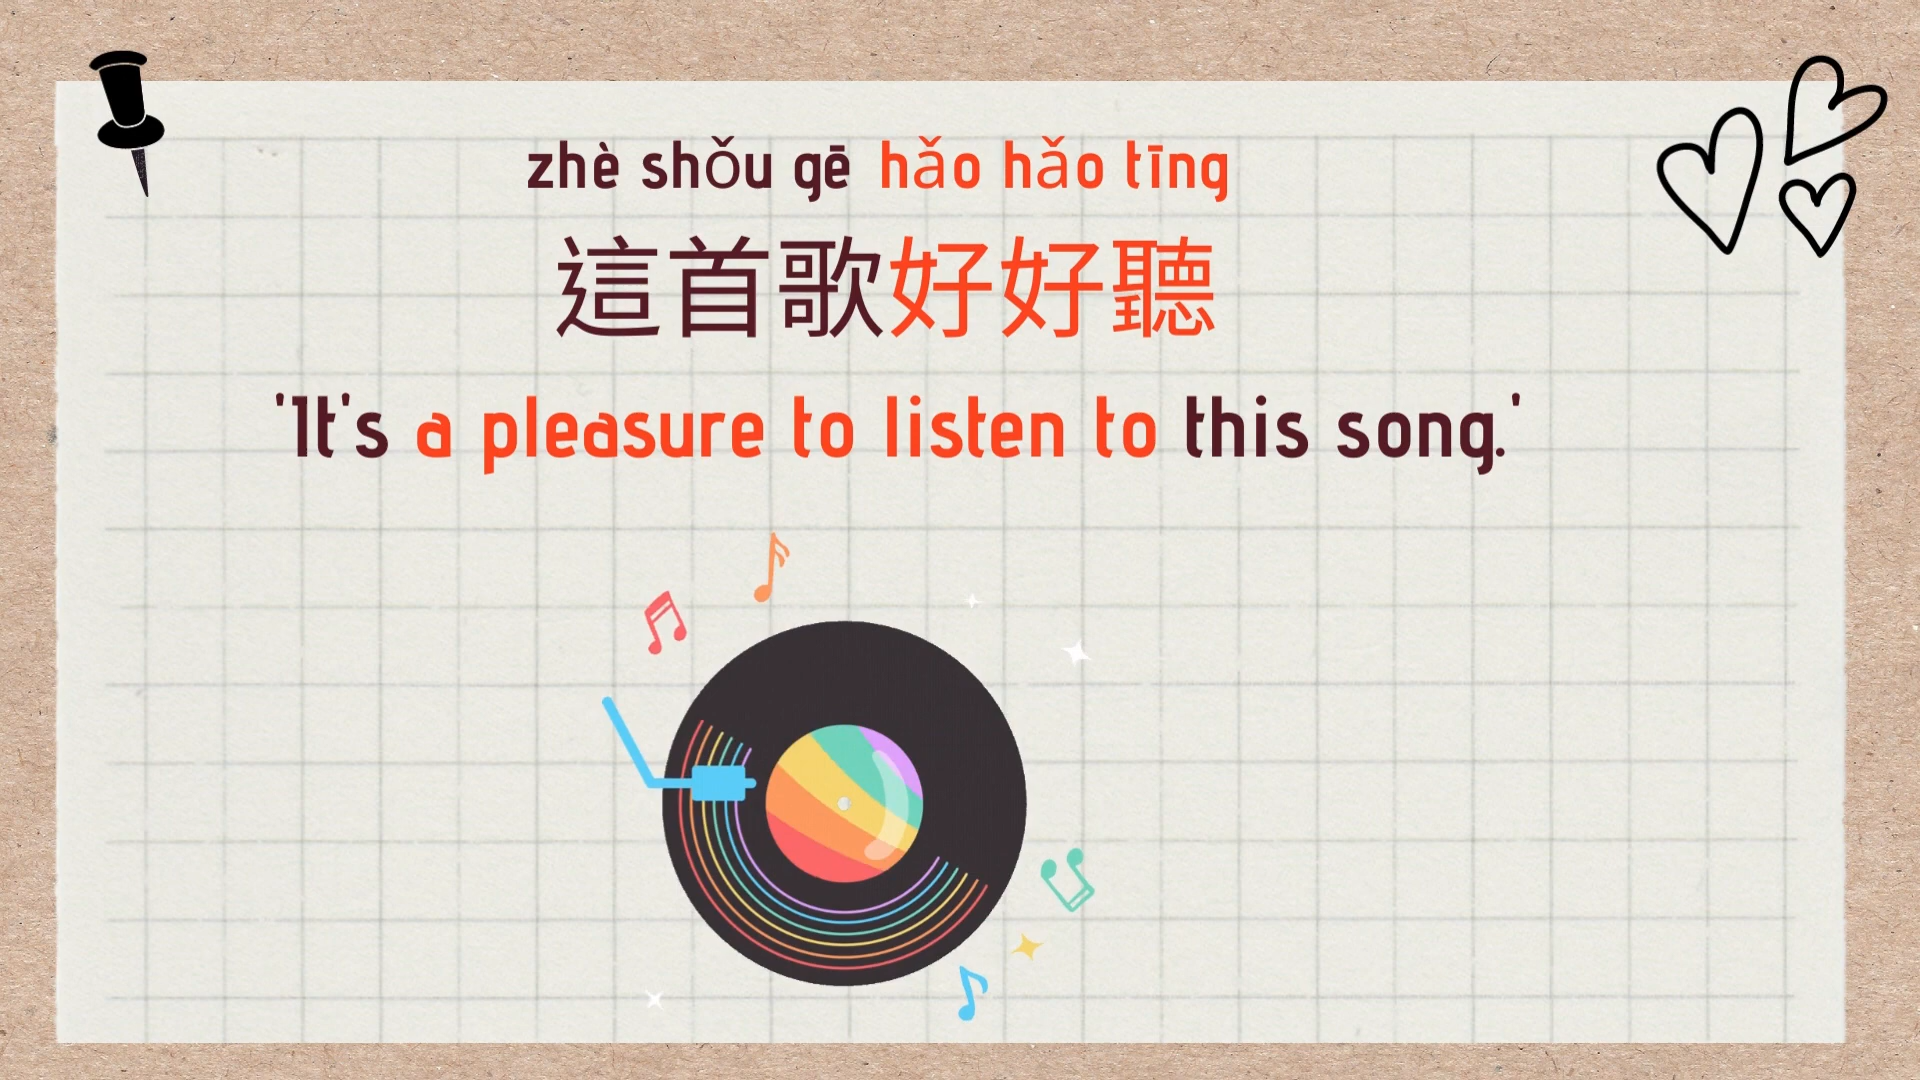 zhè shǒu gē hǎo hǎo tīng
這首歌好好聽
'It's a pleasure to listen to this song.'